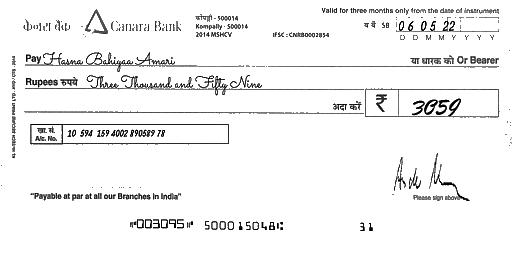 Valid for three months only from the date of instrument
केनरा बैंक Canara Bank
कोंपल्ली - 500014
Kompally - 500014
2014 MSHCV
IFSC : CNRB0002854
SB 06 05 22
D D M M Y Y Y Y
Pay Hasna Bahiyaa Amari या धारक को Or Bearer
Rupees रुपये Three Thousand and Fifty Nine
अदा करें ₹ 3059
खा. सं.
A/c. No. 10 594 159 4002 890589 78
Please sign above
"Payable at par at all our Branches in India"
⑈003095⑈ 500015048⑆ 31